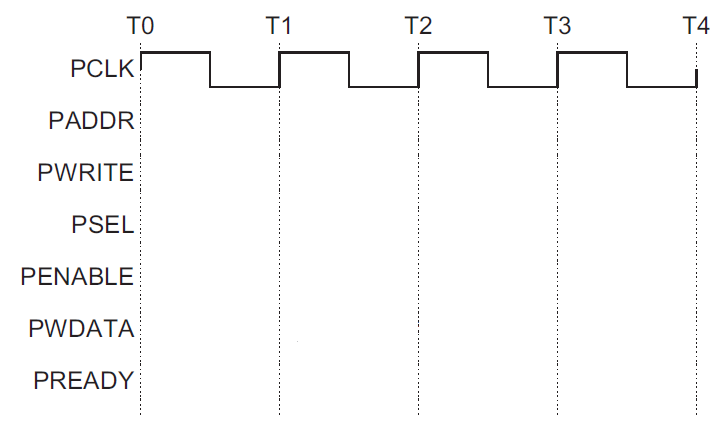 T0 T1 T2 T3 T4
PCLK
PADDR
PWRITE
PSEL
PENABLE
PWDATA
PREADY